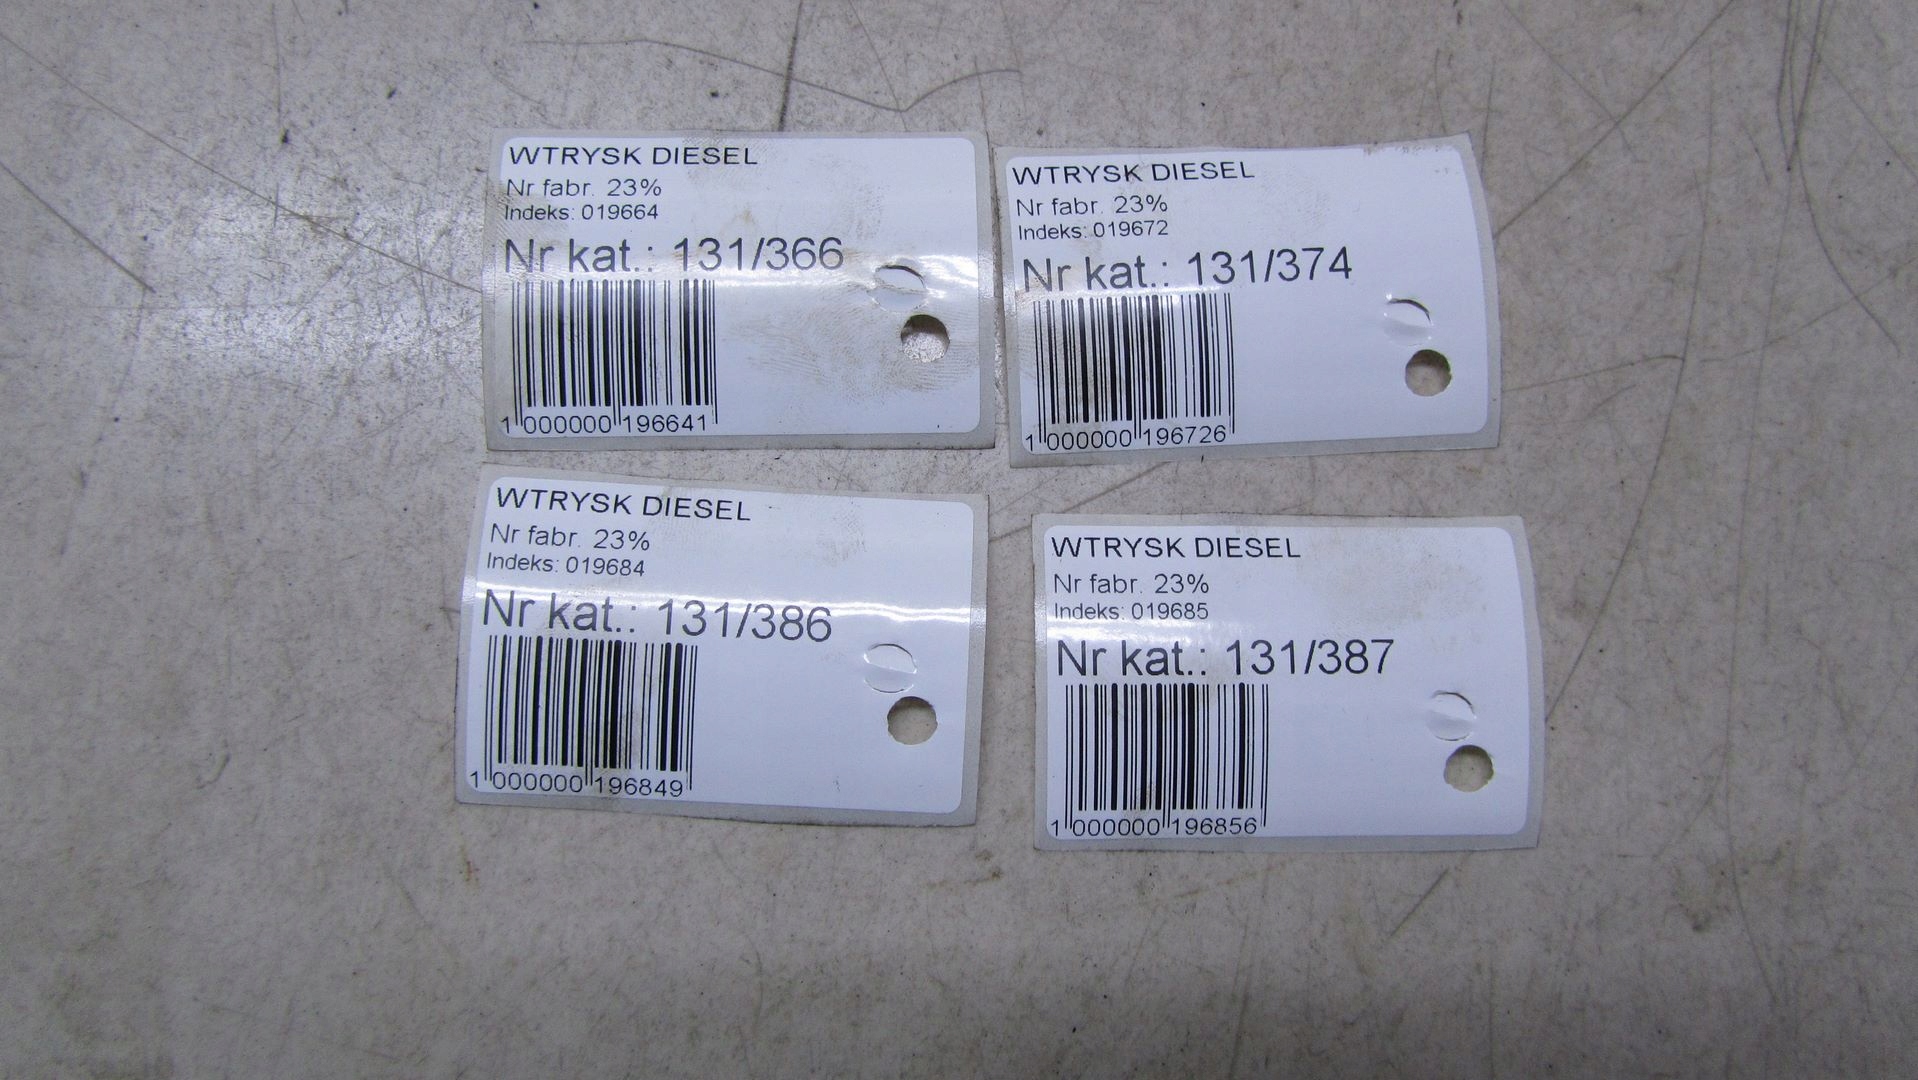 WTRYSK DIESEL
Nr fabr. 23%
Indeks: 019664
Nr kat.: 131/366
1 000000 196641
WTRYSK DIESEL
Nr fabr. 23%
Indeks: 019672
Nr kat.: 131/374
1 000000 196726
WTRYSK DIESEL
Nr fabr. 23%
Indeks: 019684
Nr kat.: 131/386
1 000000 196849
WTRYSK DIESEL
Nr fabr. 23%
Indeks: 019685
Nr kat.: 131/387
1 000000 196856